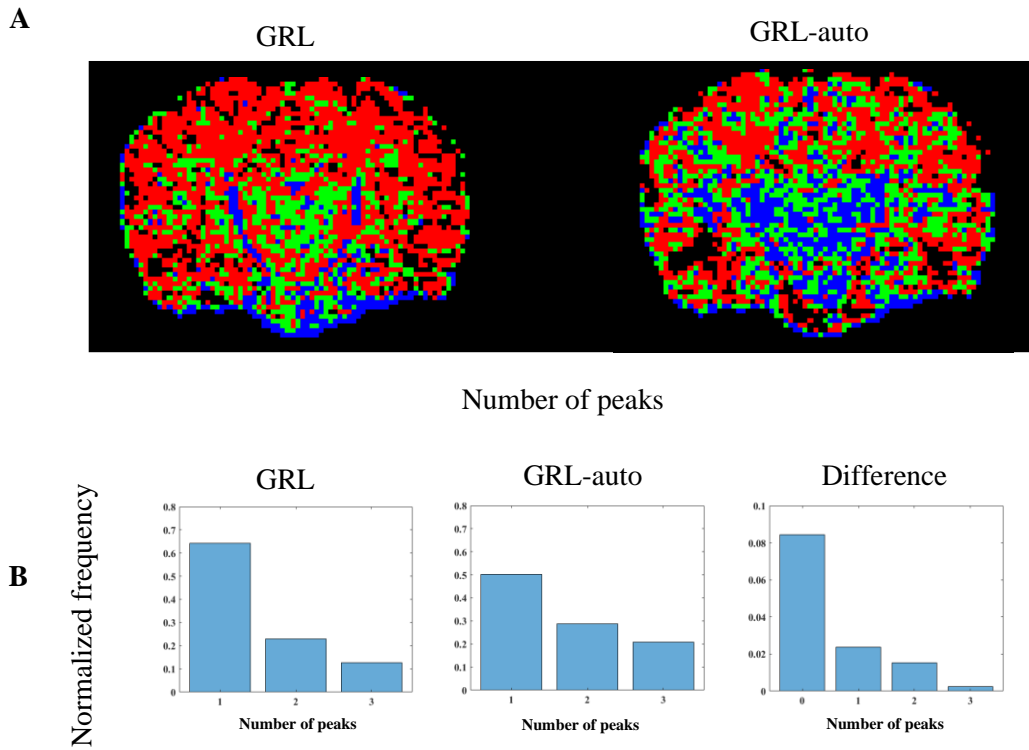 A
GRL
GRL-auto
Number of peaks
B
Normalized frequency
GRL
0.8
0.7
0.6
0.5
0.4
0.3
0.2
0.1
0
1 2 3
Number of peaks
GRL-auto
0.8
0.7
0.6
0.5
0.4
0.3
0.2
0.1
0
1 2 3
Number of peaks
Difference
0.1
0.08
0.06
0.04
0.02
0
0 1 2 3
Number of peaks